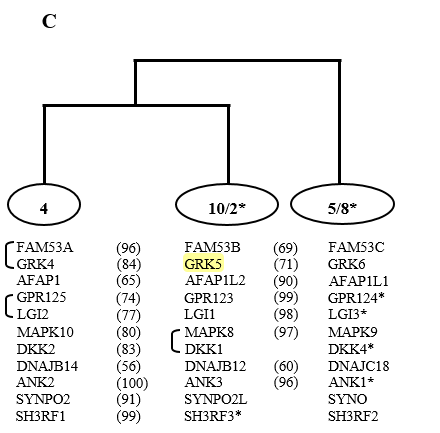 C
4 10/2* 5/8*
FAM53A (96) FAM53B (69) FAM53C
GRK4 (84) GRK5 (71) GRK6
AFAP1 (65) AFAP1L2 (90) AFAP1L1
GPR125 (74) GPR123 (99) GPR124*
LGI2 (77) LGI1 (98) LGI3*
MAPK10 (80) MAPK8 (97) MAPK9
DKK2 (83) DKK1 DKK4*
DNAJB14 (56) DNAJB12 (60) DNAJC18
ANK2 (100) ANK3 (96) ANK1*
SYNPO2 (91) SYNPO2L SYNO
SH3RF1 (99) SH3RF3* SH3RF2